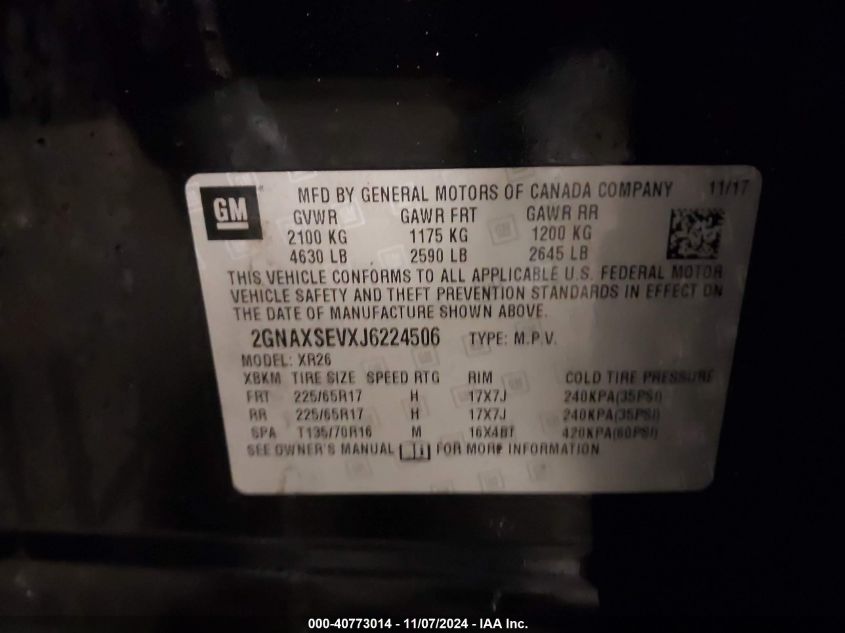 GM ® MFD BY GENERAL MOTORS OF CANADA COMPANY 11/17
GVWR GAWR FRT GAWR RR
2100 KG 1175 KG 1200 KG
4630 LB 2590 LB 2645 LB
THIS VEHICLE CONFORMS TO ALL APPLICABLE U.S. FEDERAL MOTOR
VEHICLE SAFETY AND THEFT PREVENTION STANDARDS IN EFFECT ON
THE DATE OF MANUFACTURE SHOWN ABOVE.
2GNAXSEVXJ6224506 TYPE: M.P.V.
MODEL: XR26
XBKM TIRE SIZE SPEED RTG RIM COLD TIRE PRESSURE
FRT 225/65R17 H 17X7J 240KPA(35PSI)
RR 225/65R17 H 17X7J 240KPA(35PSI)
SPA T135/70R16 M 16X4BT 420KPA(60PSI)
SEE OWNER'S MANUAL FOR MORE INFORMATION
000-40773014 - 11/07/2024 - IAA Inc.